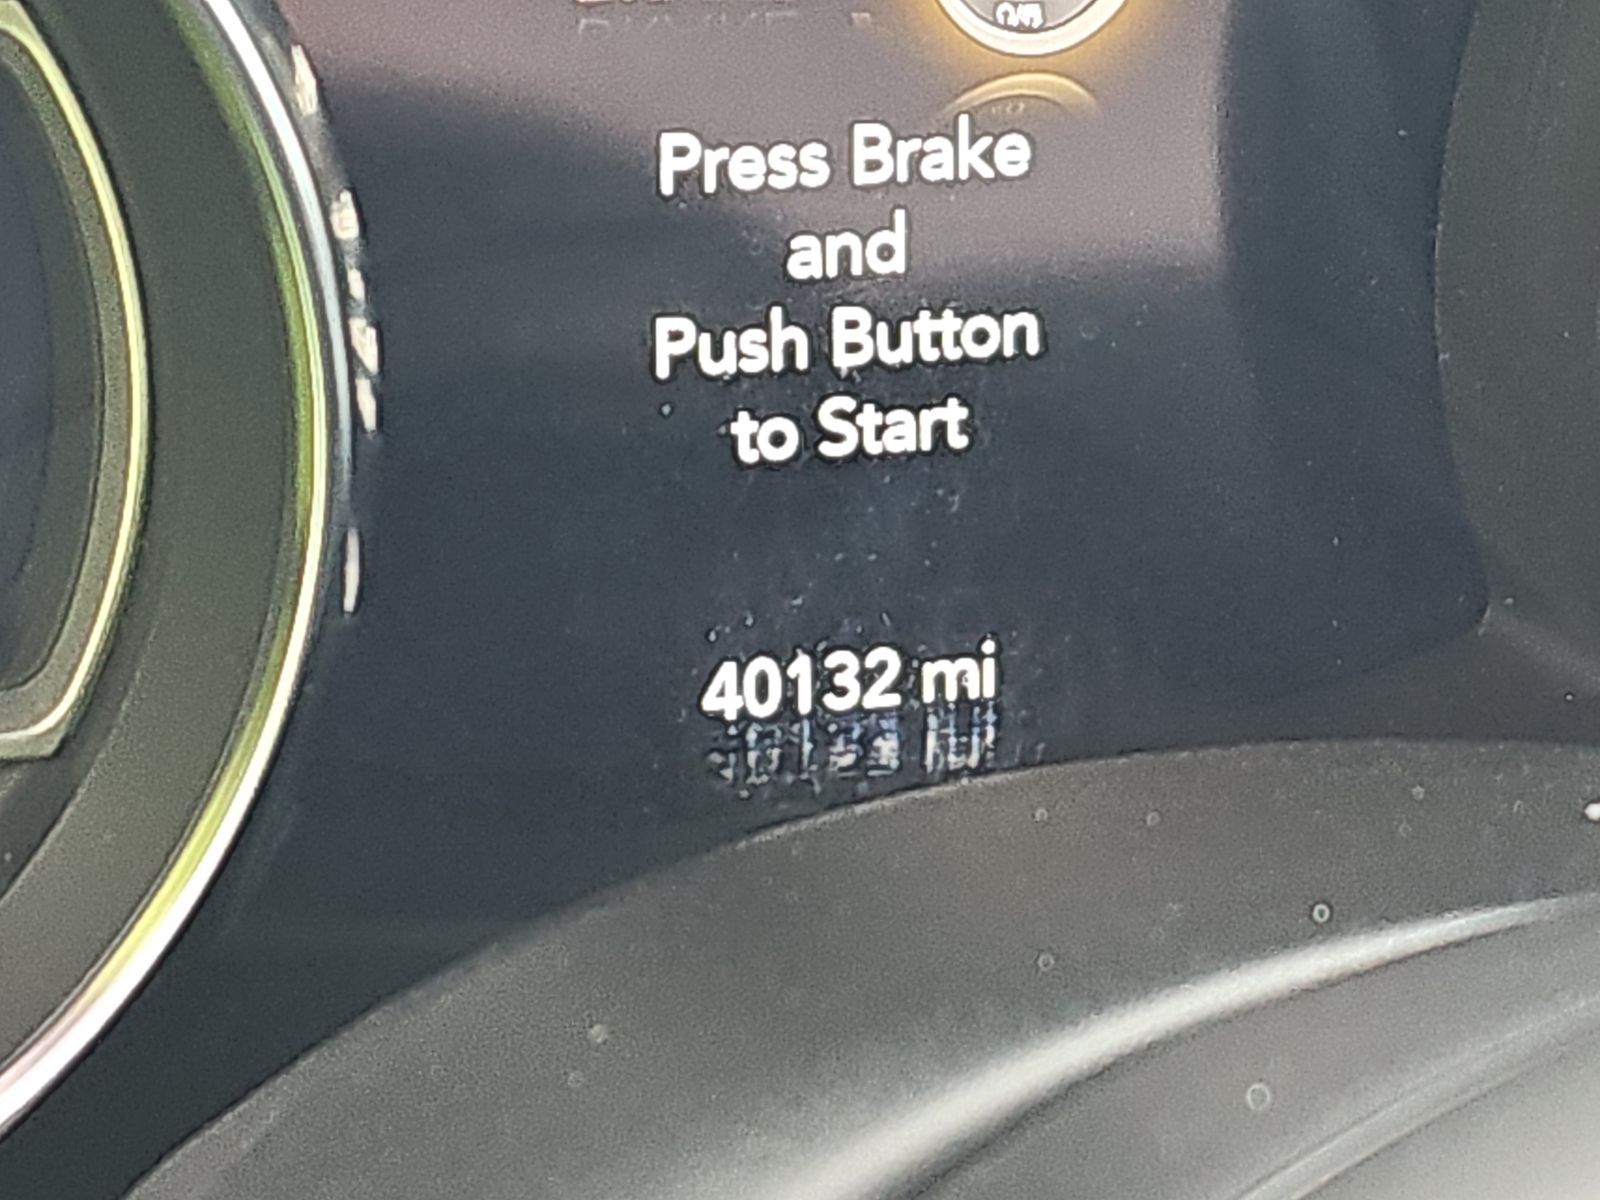 Press Brake
and
Push Button
to Start
40132 mi